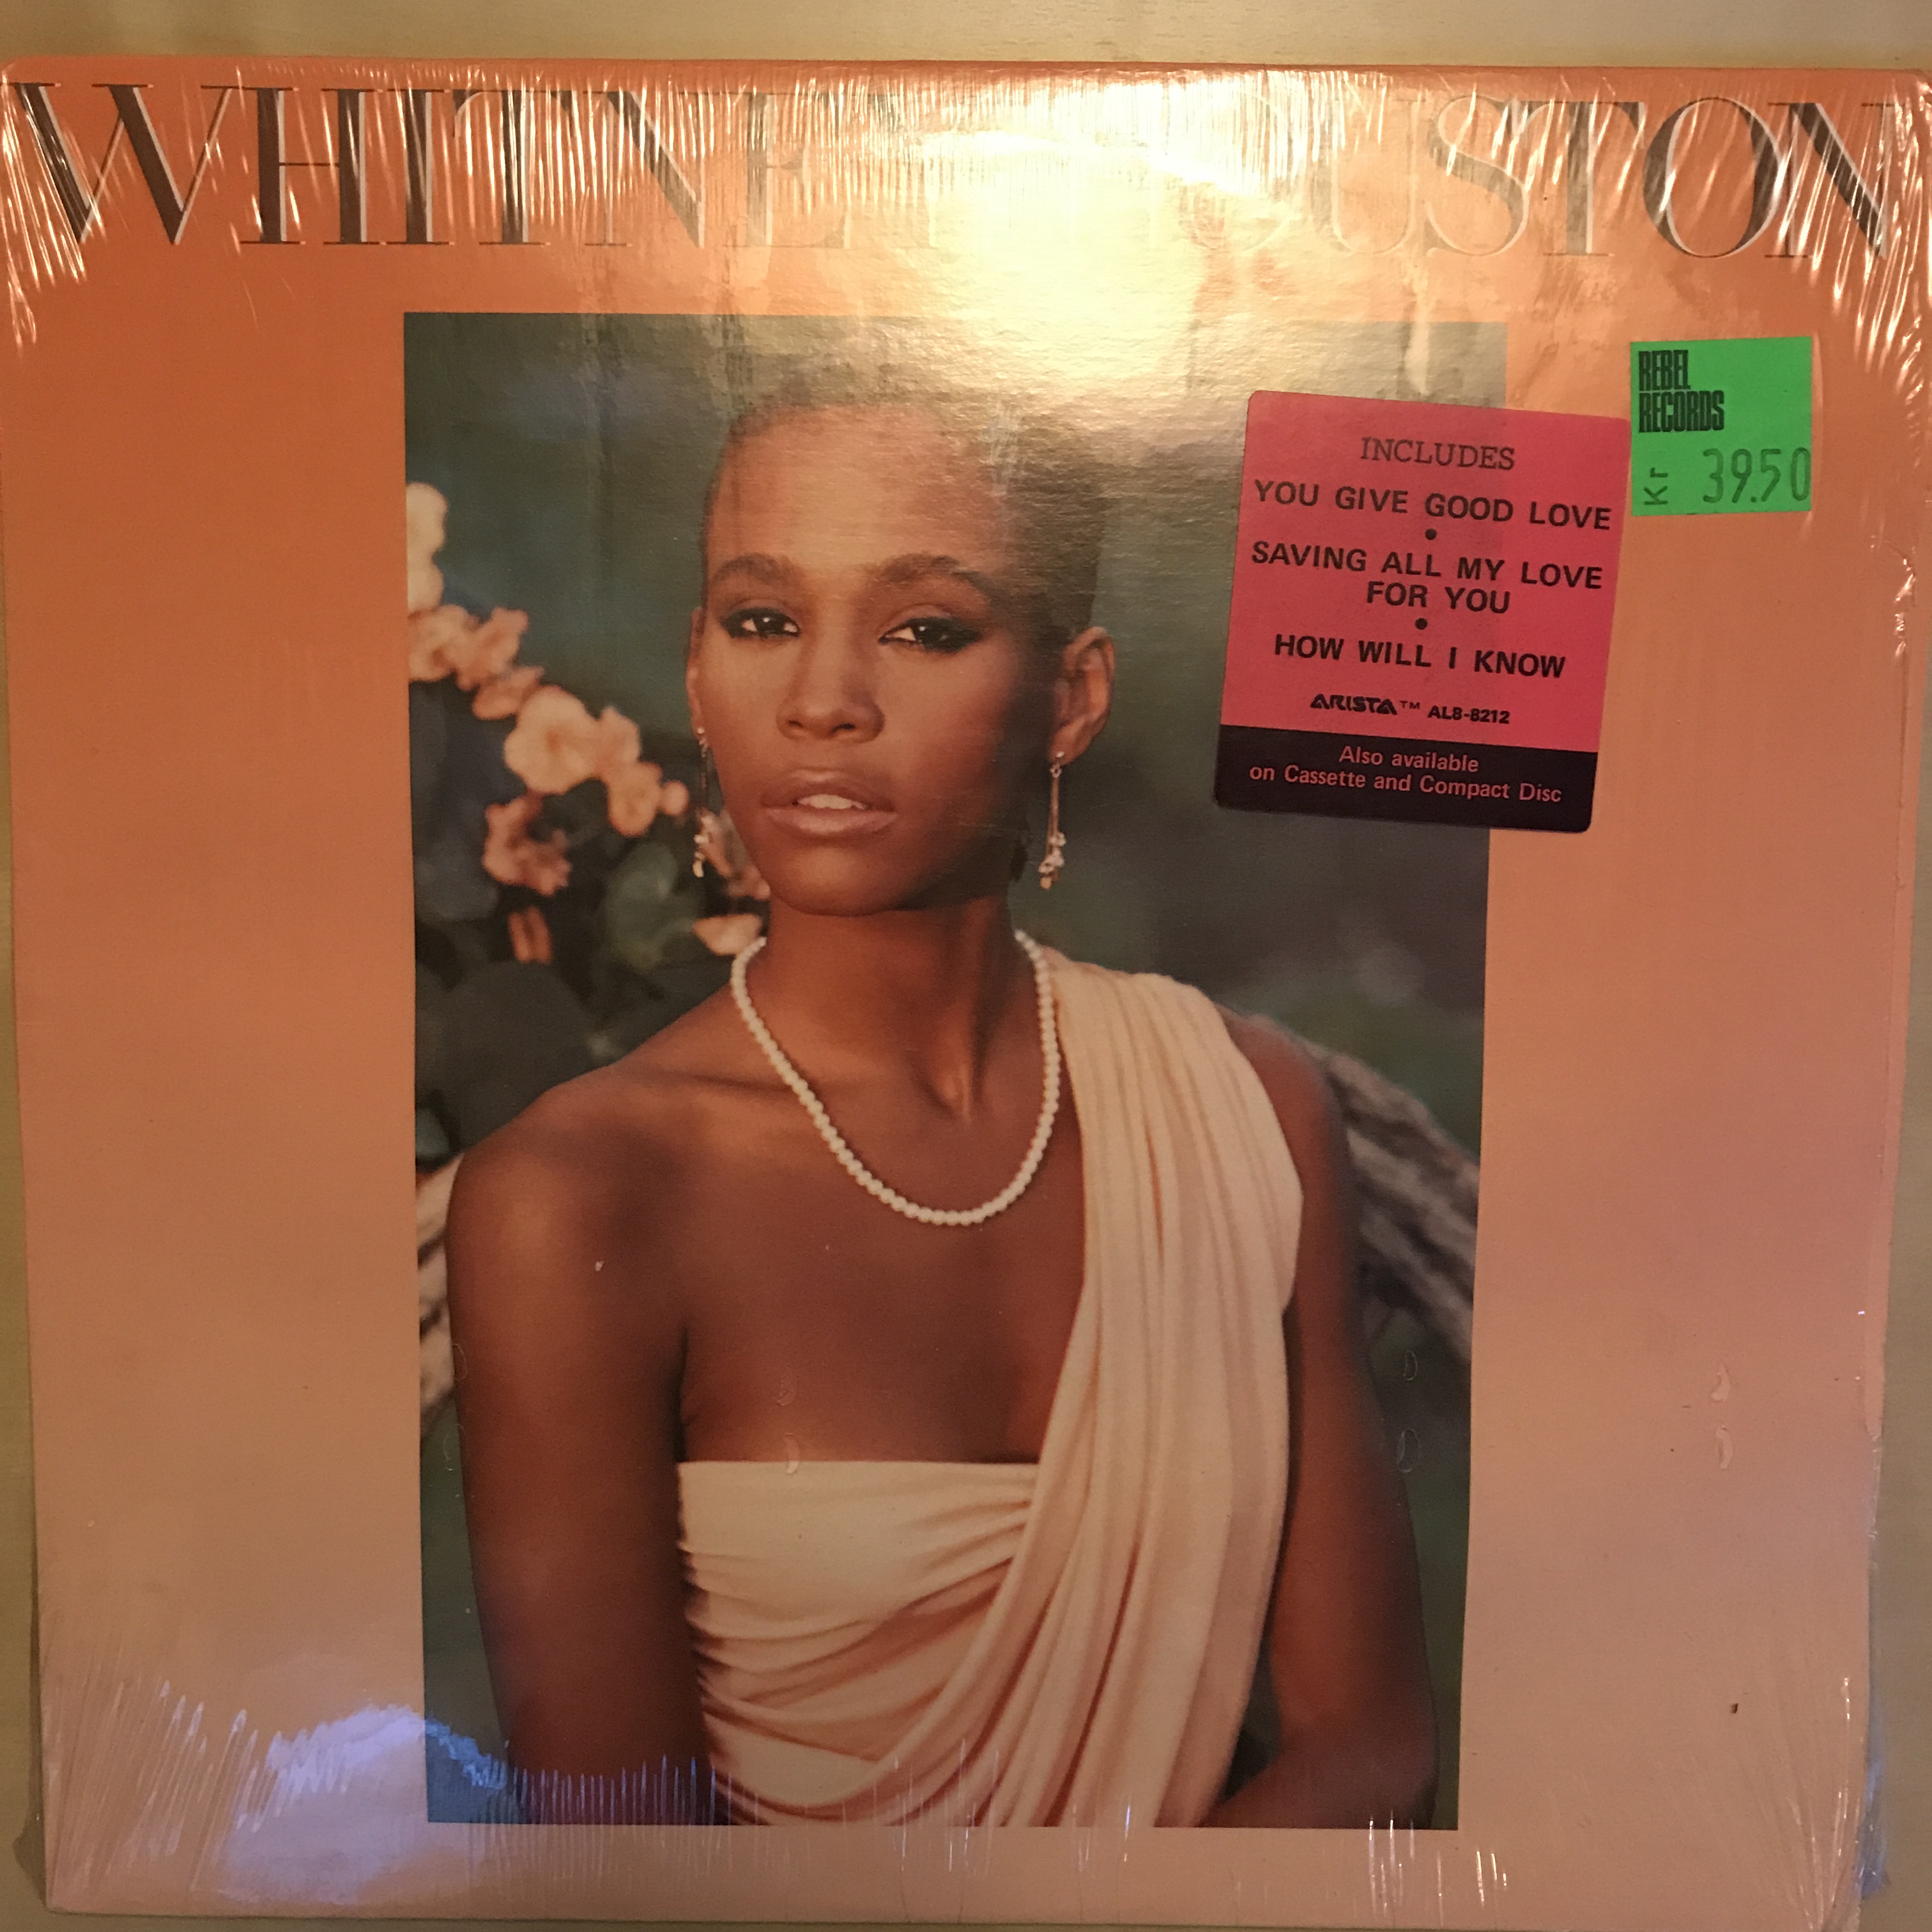 WHITNEY HOUSTON
REBEL
RECORDS
Kr 39.50
INCLUDES
YOU GIVE GOOD LOVE
•
SAVING ALL MY LOVE
FOR YOU
•
HOW WILL I KNOW
ARISTA™ AL8-8212
Also available
on Cassette and Compact Disc